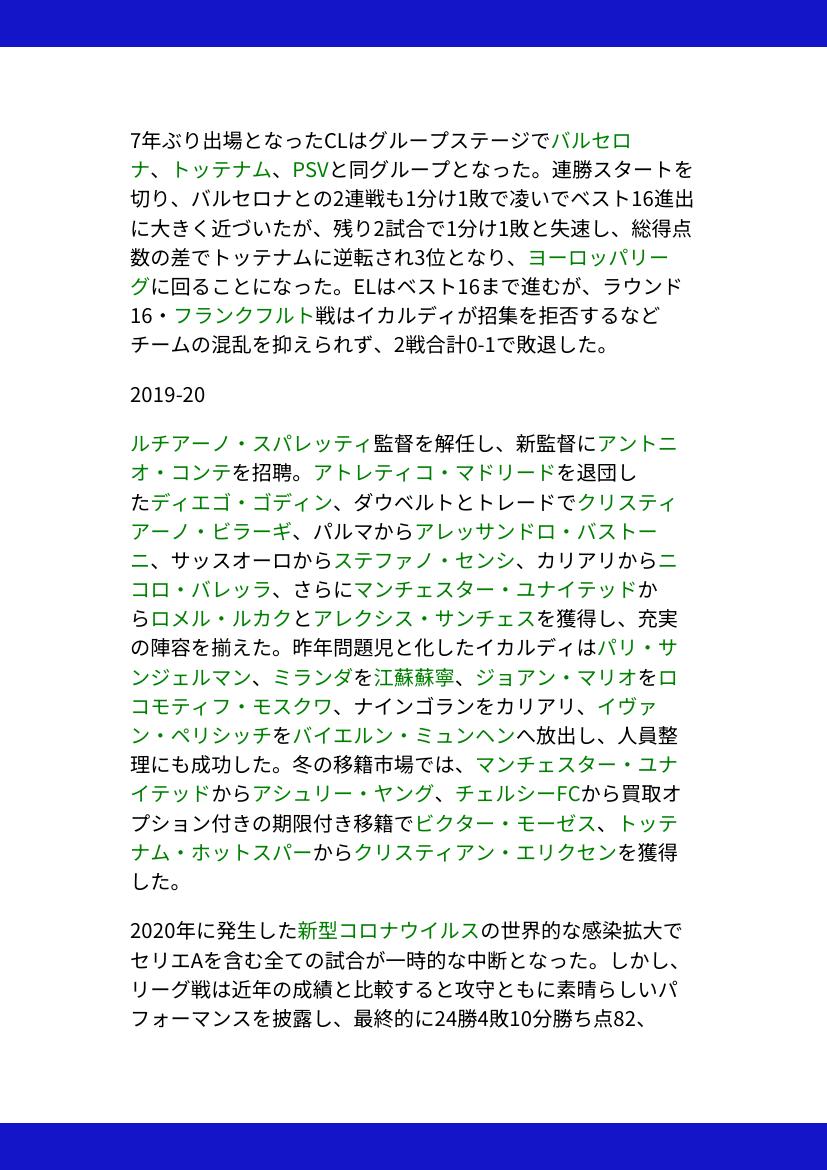 7年ぶり出場となったCLはグループステージでバルセロ
ナ、トッテナム、PSVと同グループとなった。連勝スタートを
切り、バルセロナとの2連戦も1分け1敗で凌いでベスト16進出
に大きく近づいたが、残り2試合で1分け1敗と失速し、総得点
数の差でトッテナムに逆転され3位となり、ヨーロッパリー
グに回ることになった。ELはベスト16まで進むが、ラウンド
16・フランクフルト戦はイカルディが招集を拒否するなど
チームの混乱を抑えられず、2戦合計0-1で敗退した。
2019-20
ルチアーノ・スパレッティ監督を解任し、新監督にアントニ
オ・コンテを招聘。アトレティコ・マドリードを退団し
たディエゴ・ゴディン、ダウベルトとトレードでクリスティ
アーノ・ビラーギ、パルマからアレッサンドロ・バストー
ニ、サッスオーロからステファノ・センシ、カリアリからニ
コロ・バレッラ、さらにマンチェスター・ユナイテッドか
らロメル・ルカクとアレクシス・サンチェスを獲得し、充実
の陣容を揃えた。昨年問題児と化したイカルディはパリ・サ
ンジェルマン、ミランダを江蘇蘇寧、ジョアン・マリオをロ
コモティフ・モスクワ、ナインゴランをカリアリ、イヴァ
ン・ペリシッチをバイエルン・ミュンヘンへ放出し、人員整
理にも成功した。冬の移籍市場では、マンチェスター・ユナ
イテッドからアシュリー・ヤング、チェルシーFCから買取オ
プション付きの期限付き移籍でビクター・モーゼス、トッテ
ナム・ホットスパーからクリスティアン・エリクセンを獲得
した。
2020年に発生した新型コロナウイルスの世界的な感染拡大で
セリエAを含む全ての試合が一時的な中断となった。しかし、
リーグ戦は近年の成績と比較すると攻守ともに素晴らしいパ
フォーマンスを披露し、最終的に24勝4敗10分勝ち点82、